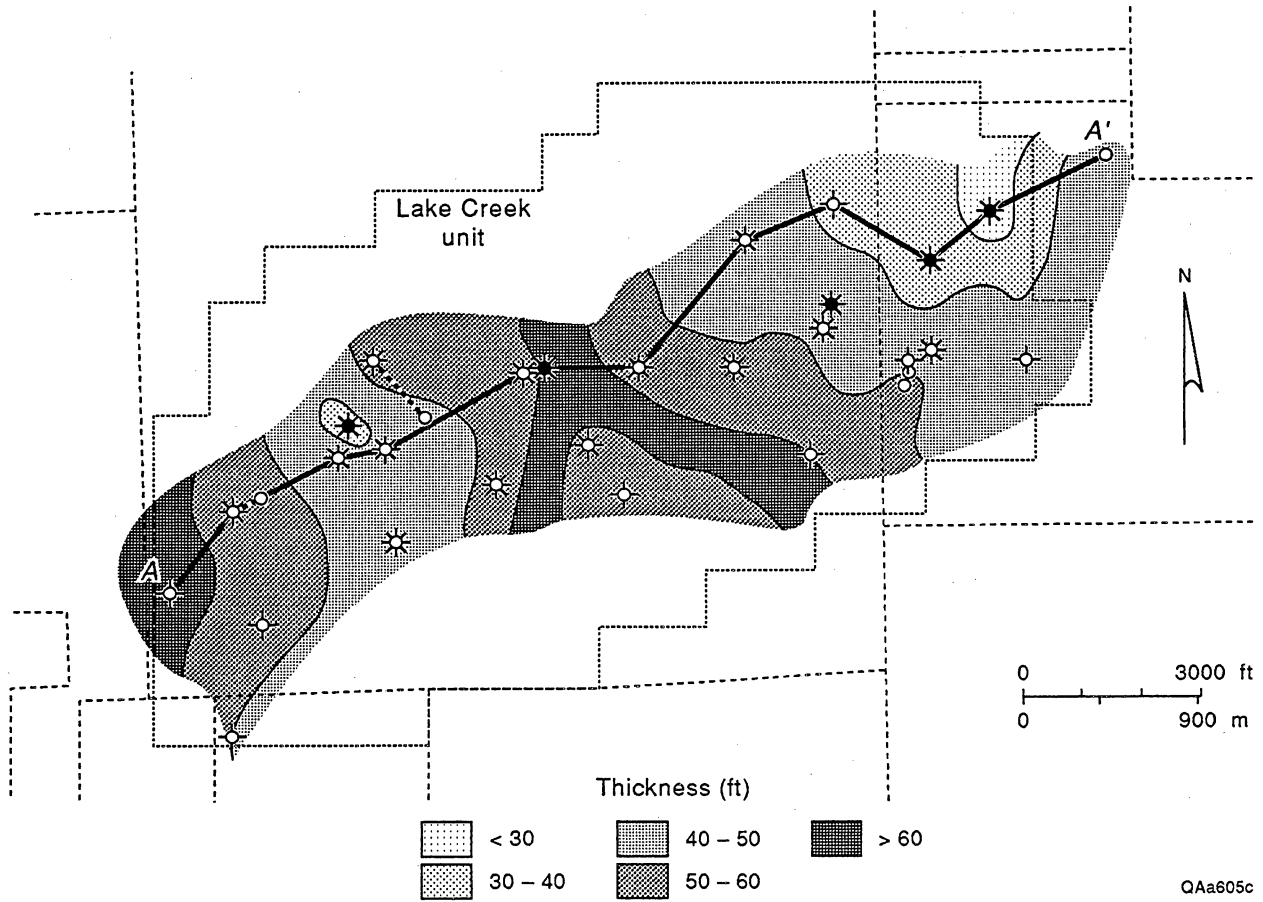 A'
Lake Creek
unit
N
A
0 3000 ft
0 900 m
Thickness (ft)
< 30
40 – 50
> 60
30 – 40
50 – 60
QAa605c